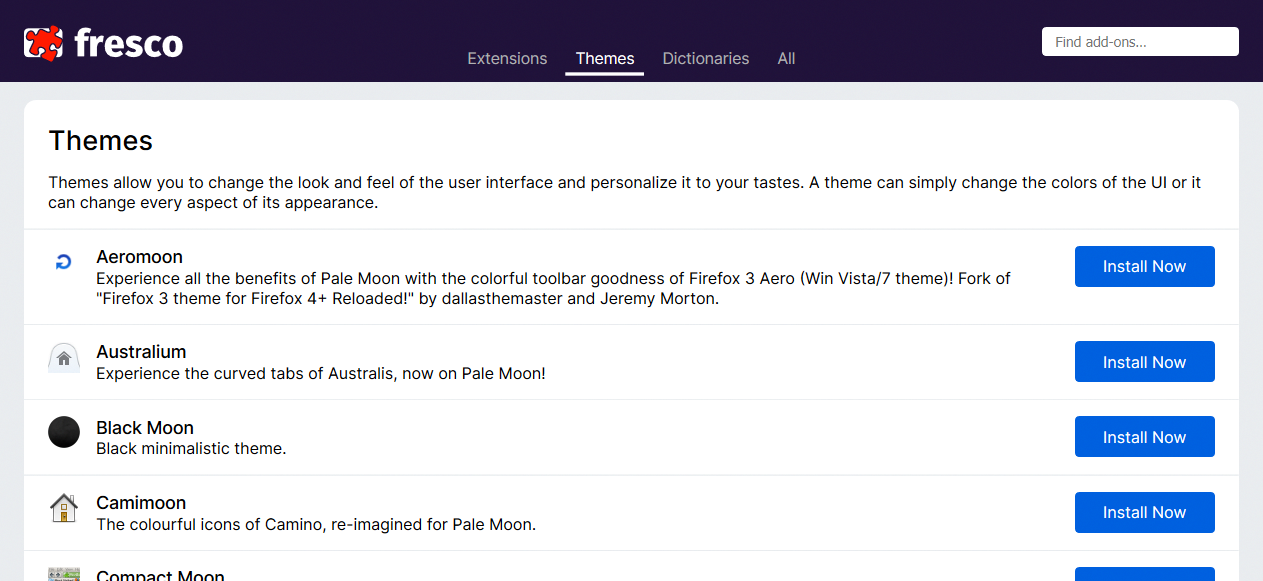 fresco
Extensions
Themes
Dictionaries
All
Find add-ons...
Themes
Themes allow you to change the look and feel of the user interface and personalize it to your tastes. A theme can simply change the colors of the UI or it
can change every aspect of its appearance.
Aeromoon
Experience all the benefits of Pale Moon with the colorful toolbar goodness of Firefox 3 Aero (Win Vista/7 theme)! Fork of
"Firefox 3 theme for Firefox 4+ Reloaded!" by dallasthemaster and Jeremy Morton.
Install Now
Australium
Experience the curved tabs of Australis, now on Pale Moon!
Install Now
Black Moon
Black minimalistic theme.
Install Now
Camimoon
The colourful icons of Camino, re-imagined for Pale Moon.
Install Now
Compact Moon